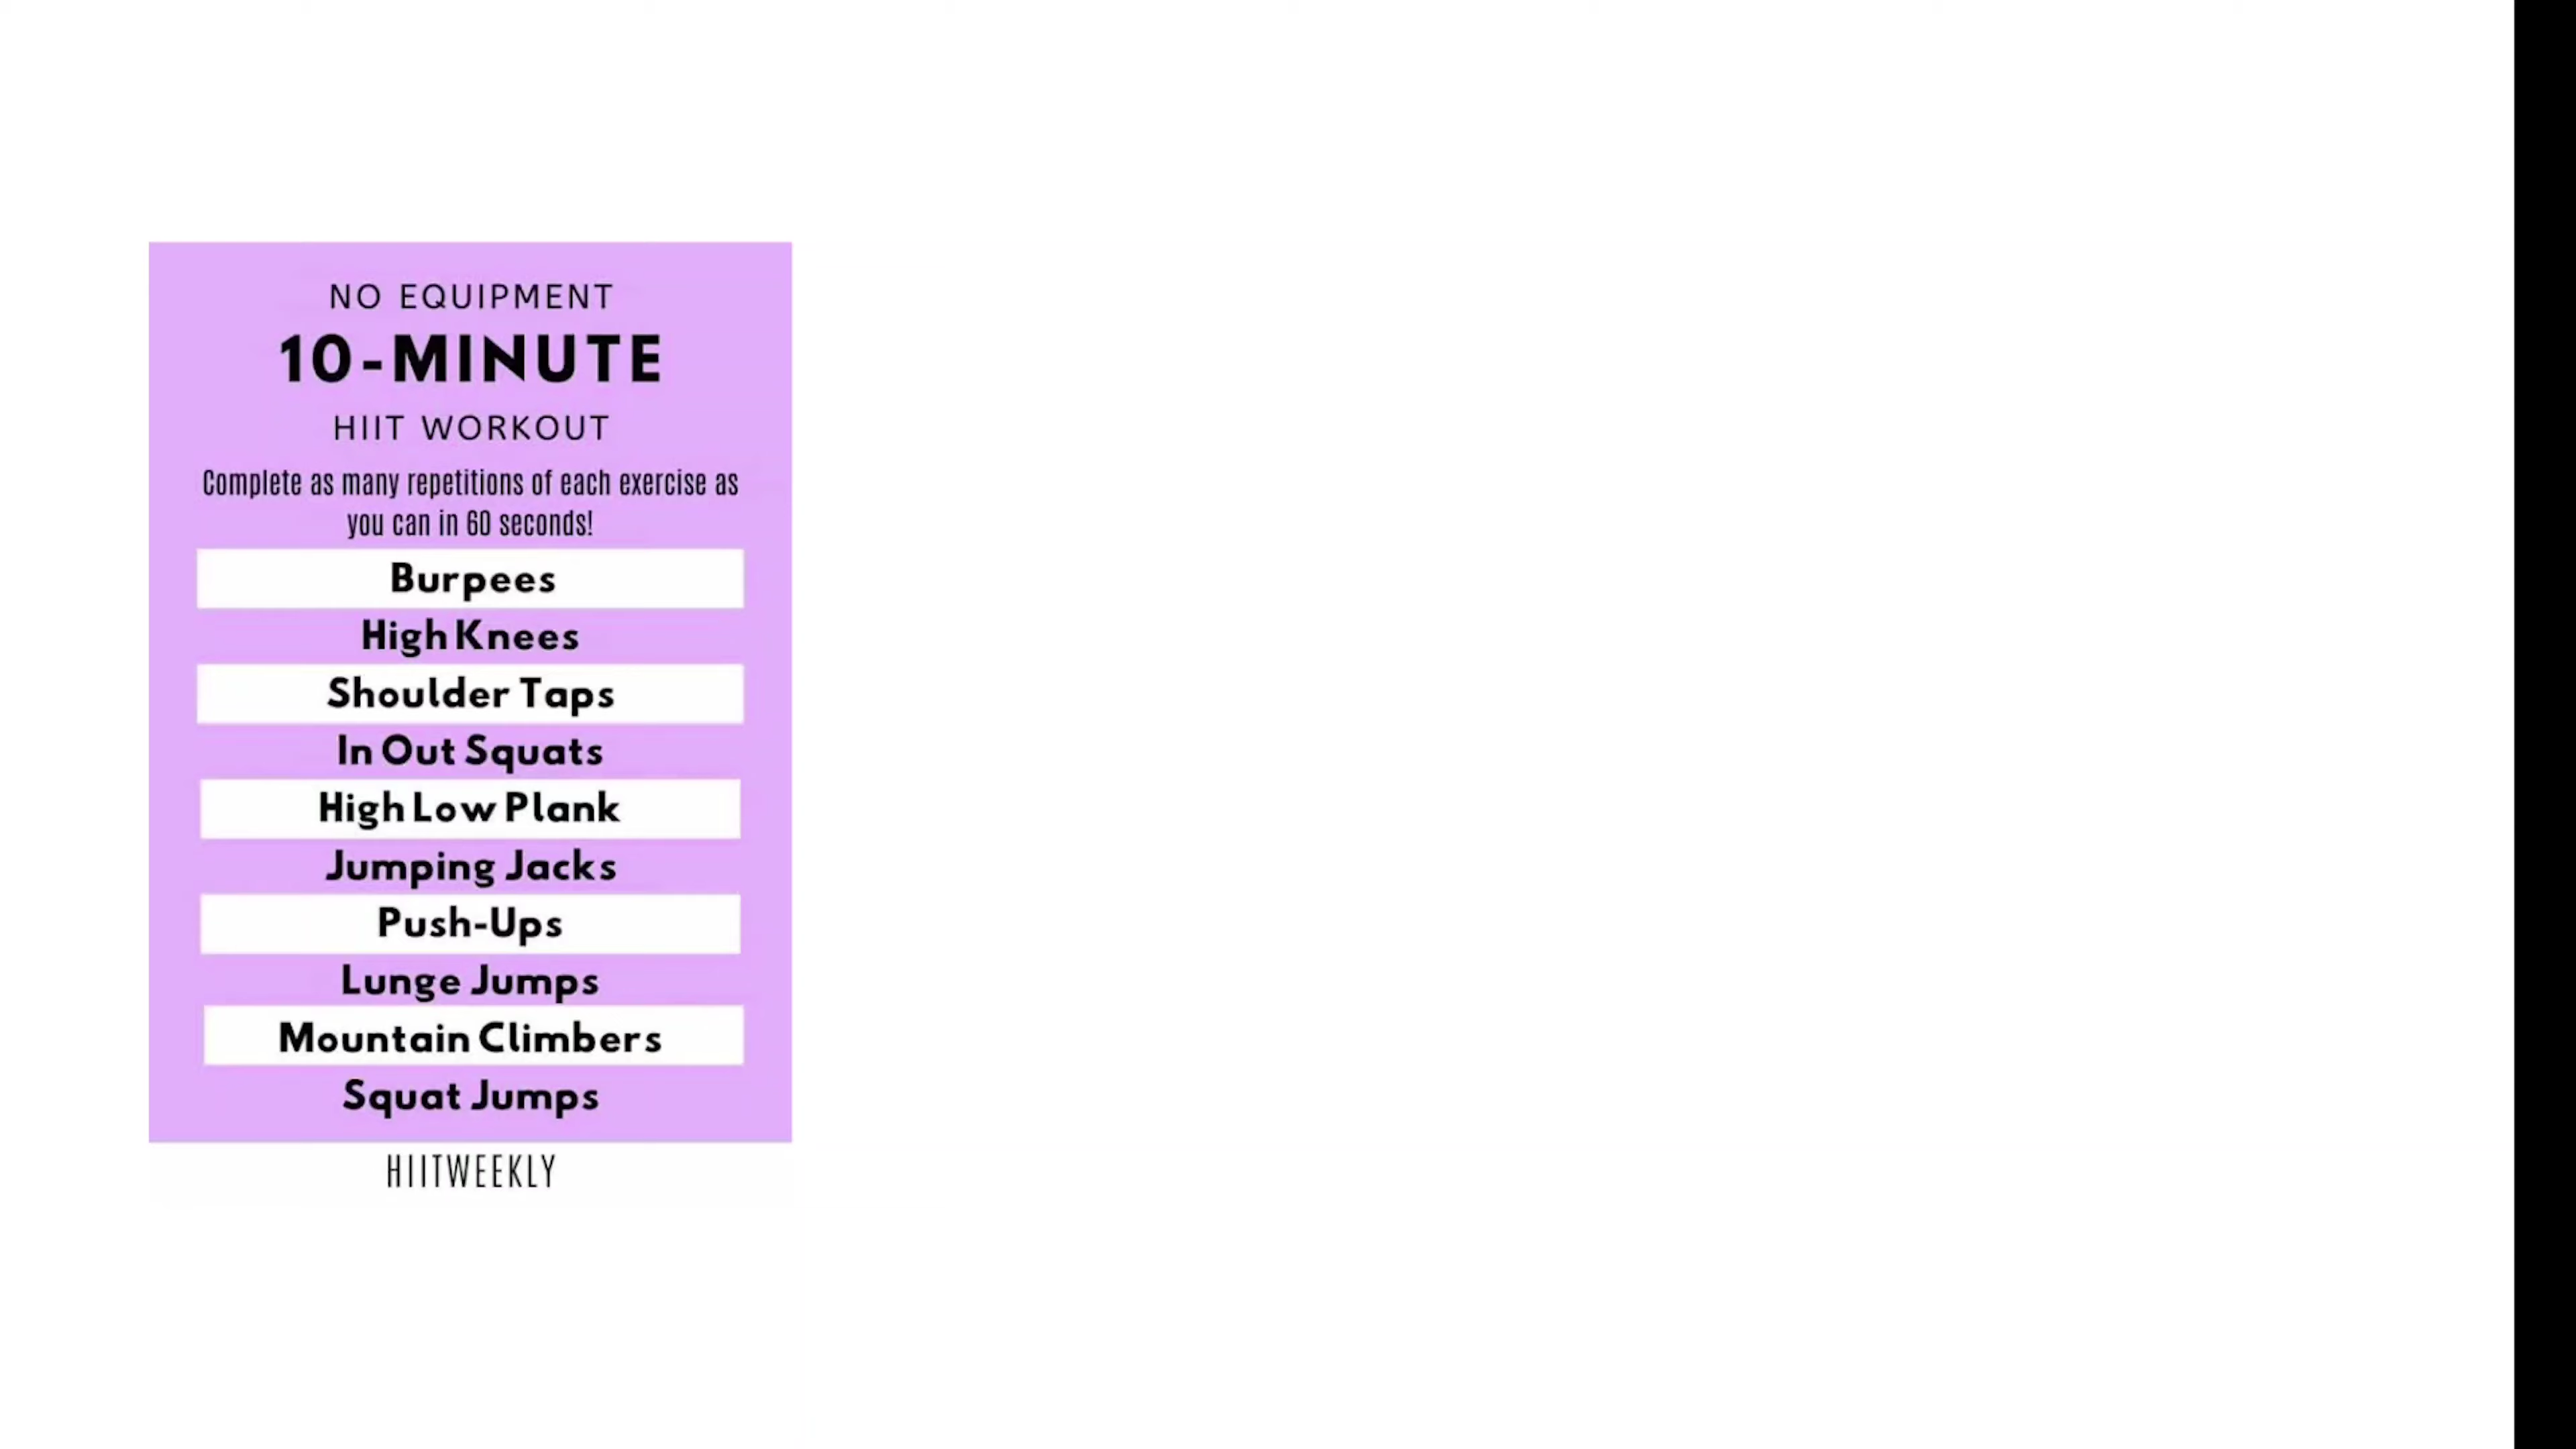 NO EQUIPMENT
10-MINUTE
HIIT WORKOUT
Complete as many repetitions of each exercise as
you can in 60 seconds!
Burpees
High Knees
Shoulder Taps
In Out Squats
High Low Plank
Jumping Jacks
Push-Ups
Lunge Jumps
Mountain Climbers
Squat Jumps
HIITWEEKLY